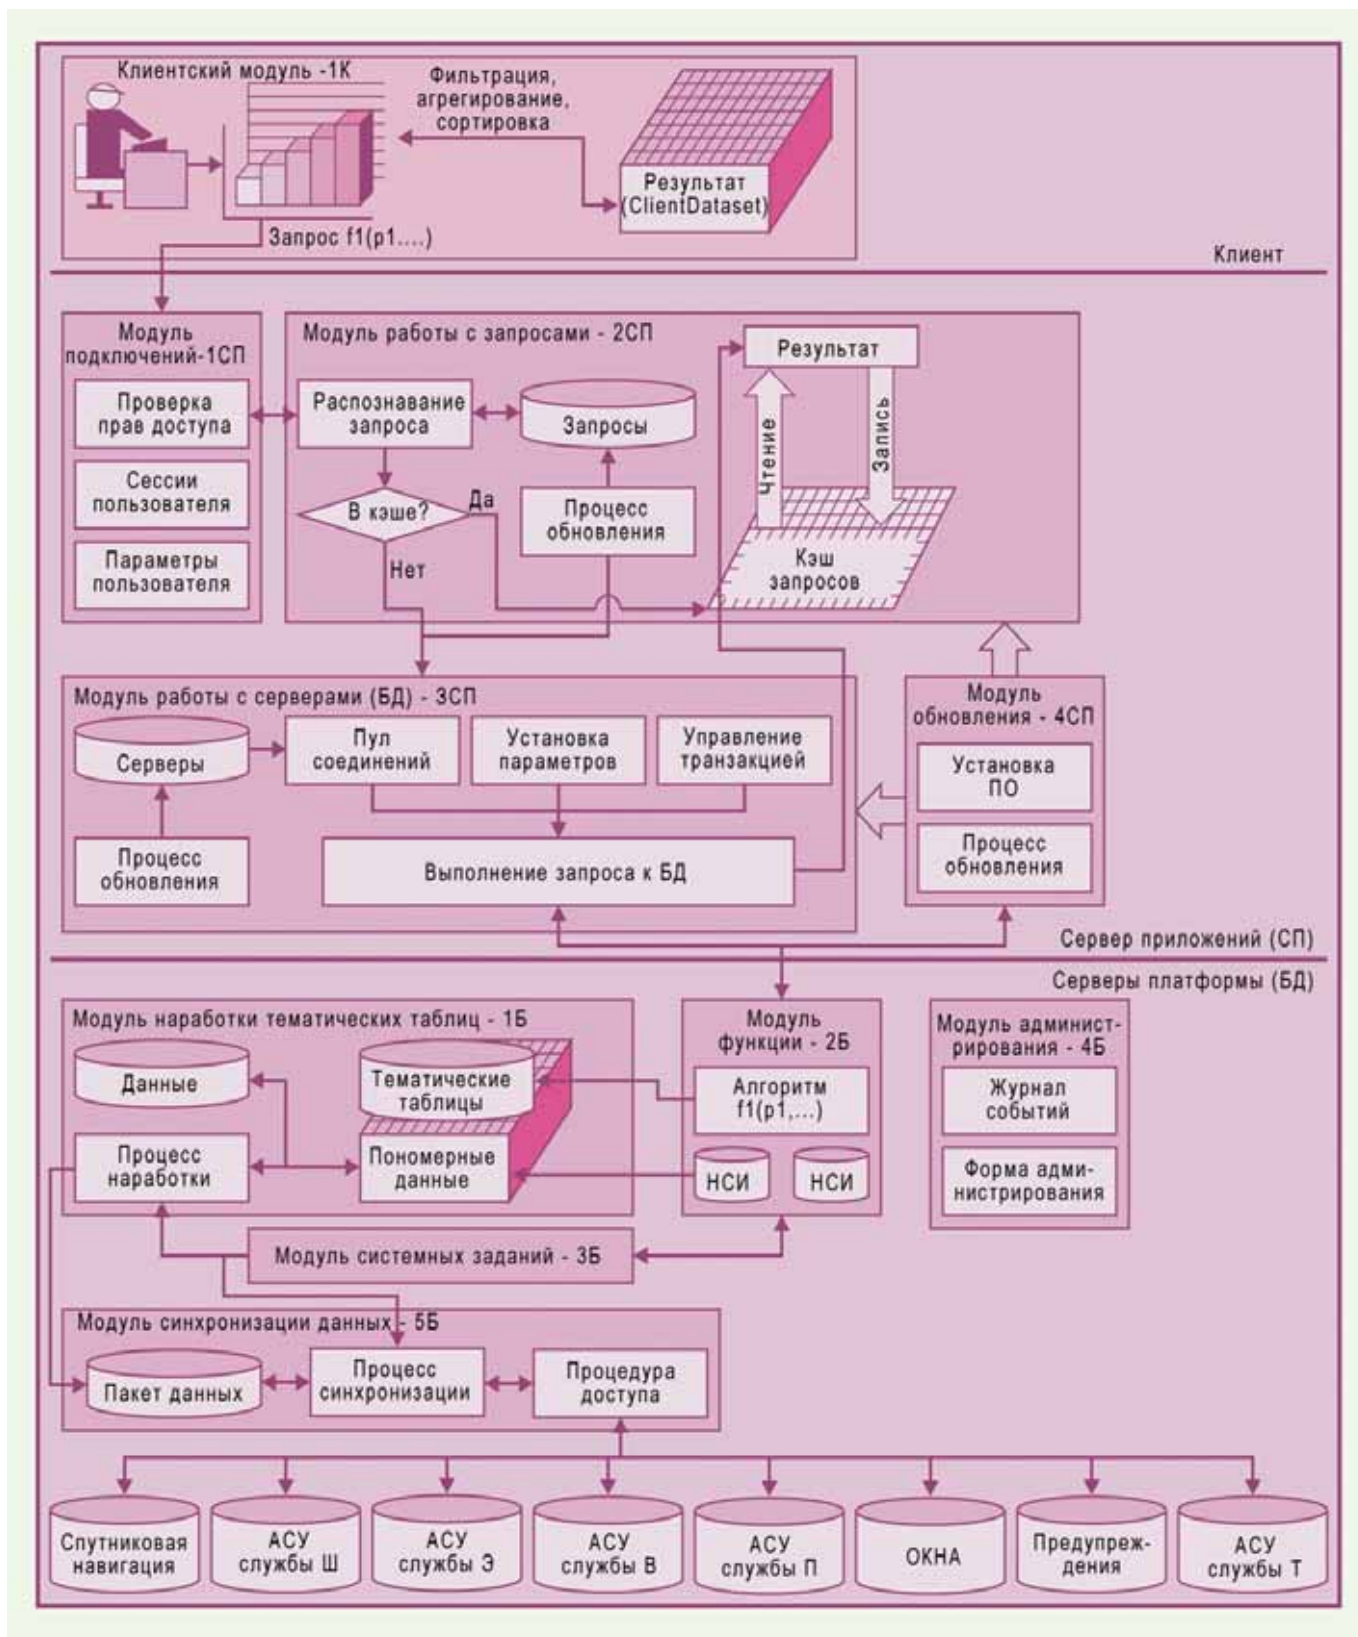 Клиентский модуль -1К
Фильтрация,
агрегирование,
сортировка
Результат
(ClientDataset)
Запрос f1(p1....)
Клиент
Модуль
подключений-1СП
Проверка
прав доступа
Сессии
пользователя
Параметры
пользователя
Модуль работы с запросами - 2СП
Распознавание
запроса
Запросы
В кэше?
Да
Нет
Процесс
обновления
Результат
Чтение
Запись
Кэш
запросов
Модуль работы с серверами (БД) - 3СП
Серверы
Пул
соединений
Установка
параметров
Управление
транзакцией
Процесс
обновления
Выполнение запроса к БД
Модуль
обновления - 4СП
Установка
ПО
Процесс
обновления
Сервер приложений (СП)
Серверы платформы (БД)
Модуль наработки тематических таблиц - 1Б
Данные
Тематические
таблицы
Процесс
наработки
Пономерные
данные
Модуль
функции - 2Б
Алгоритм
f1(p1,...)
НСИ
НСИ
Модуль админист-
рирования - 4Б
Журнал
событий
Форма адми-
нистрирования
Модуль системных заданий - 3Б
Модуль синхронизации данных - 5Б
Пакет данных
Процесс
синхронизации
Процедура
доступа
Спутниковая
навигация
АСУ
службы Ш
АСУ
службы Э
АСУ
службы В
АСУ
службы П
ОКНА
Предупреж-
дения
АСУ
службы Т